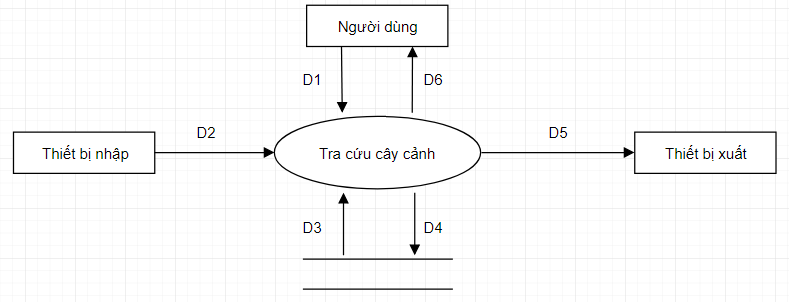 Người dùng
D1
D6
D2
D5
Thiết bị nhập
Tra cứu cây cảnh
Thiết bị xuất
D3
D4